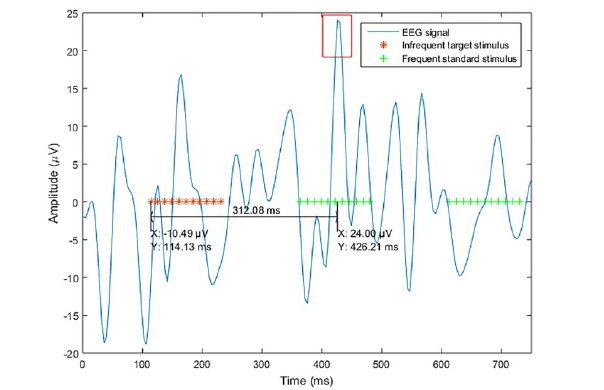 25
20
15
10
5
0
-5
-10
-15
-20
Amplitude (μV)
EEG signal
Infrequent target stimulus
Frequent standard stimulus
312.08 ms
X: -10.49 μV
Y: 114.13 ms
X: 24.00 μV
Y: 426.21 ms
0 100 200 300 400 500 600 700
Time (ms)